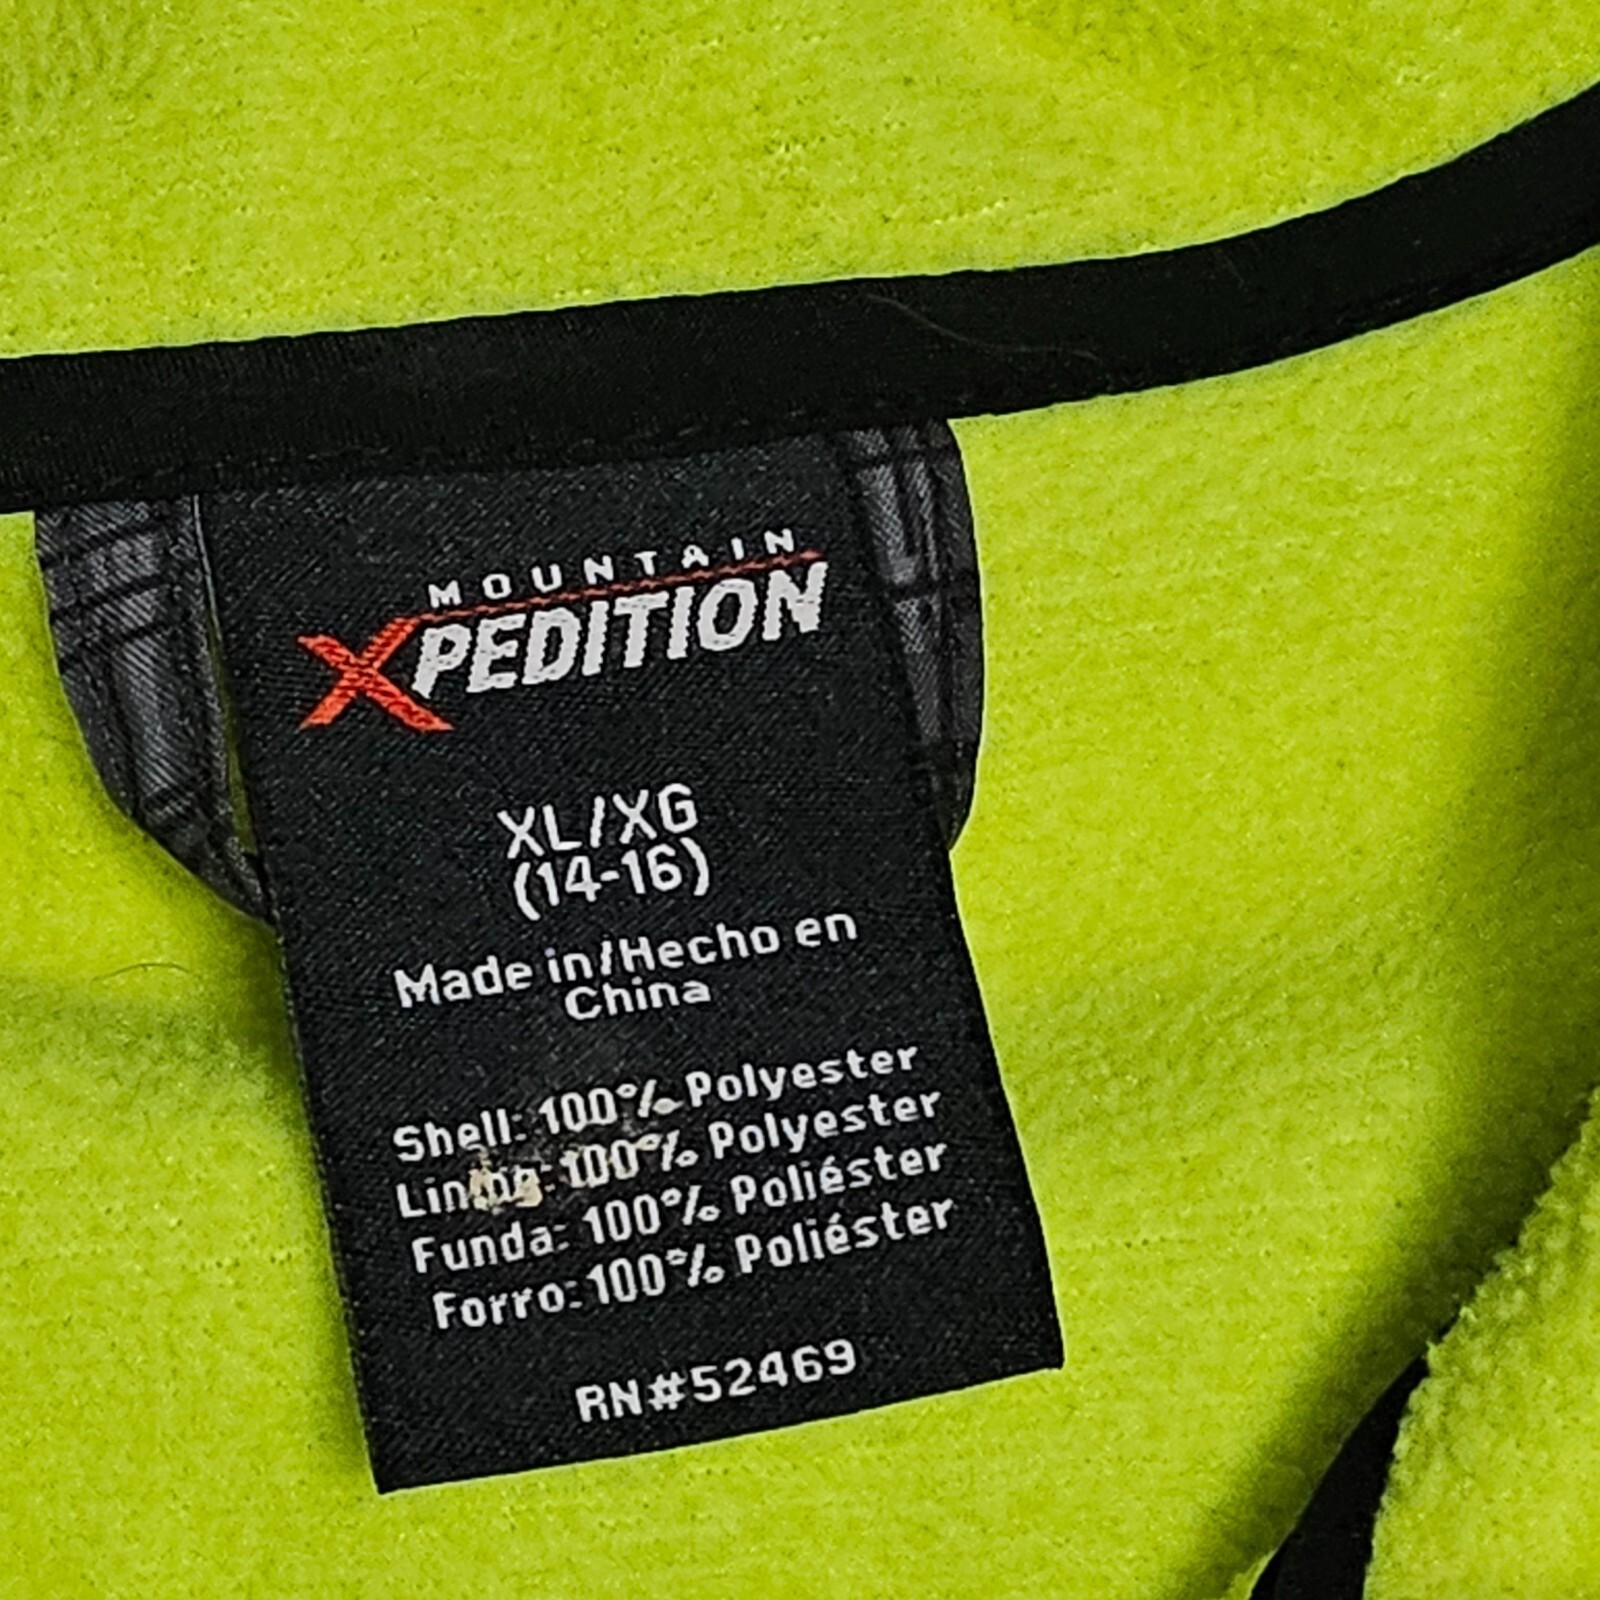 MOUNTAIN
XPEDITION
XL/XG
(14-16)
Made in/Hecho en
China
Shell: 100% Polyester
Lining: 100% Polyester
Funda: 100% Poliéster
Forro: 100% Poliéster
RN#52469